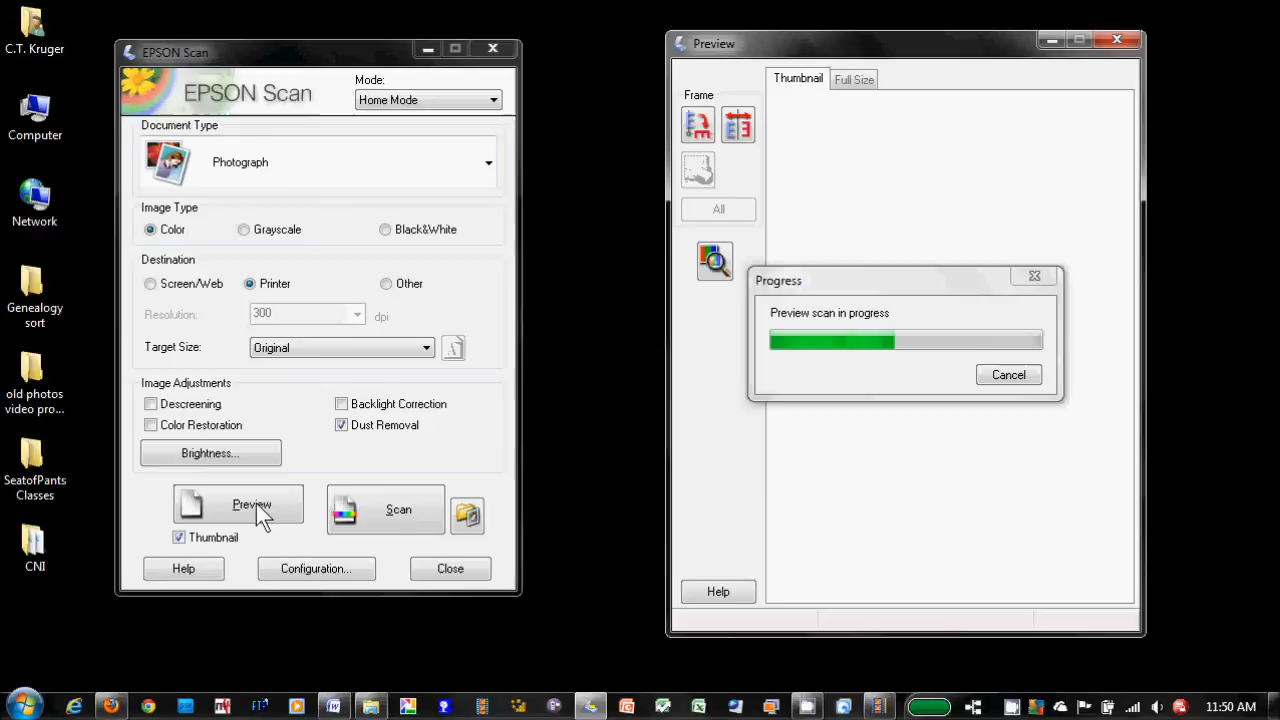 C.T. Kruger
Computer
Network
Genealogy
sort
old photos
video pro...
SeatofPants
Classes
CNI
EPSON Scan
EPSON Scan
Mode:
Home Mode
Document Type
Photograph
Image Type
Color
Grayscale
Black&White
Destination
Screen/Web
Printer
Other
Resolution:
300
dpi
Target Size:
Original
Image Adjustments
Descreening
Backlight Correction
Color Restoration
Dust Removal
Brightness...
Preview
Scan
Thumbnail
Help
Configuration...
Close
Preview
Thumbnail
Full Size
Frame
All
Help
Progress
Preview scan in progress
Cancel
11:50 AM